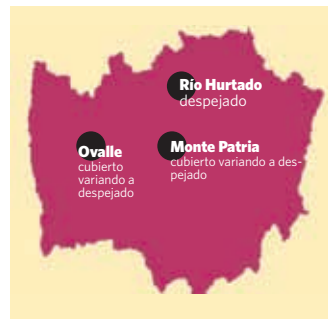 Río Hurtado
despejado
Monte Patria
cubierto variando a des-
pejado
Ovalle
cubierto
variando a
despejado